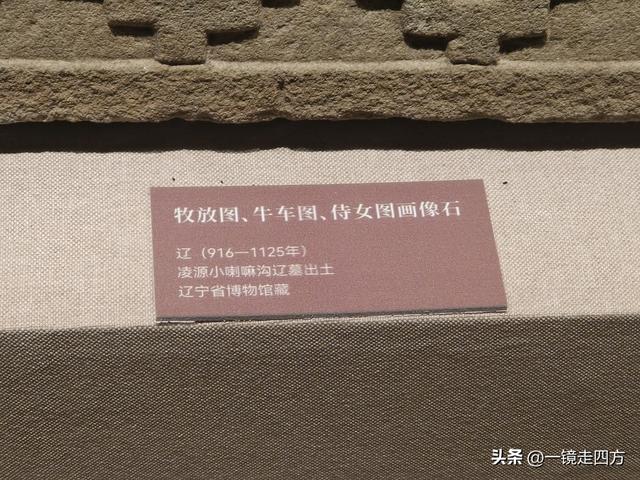 牧放图、牛车图、侍女图画像石
辽（916—1125年）
凌源小喇嘛沟辽墓出土
辽宁省博物馆藏
头条 @一镜走四方